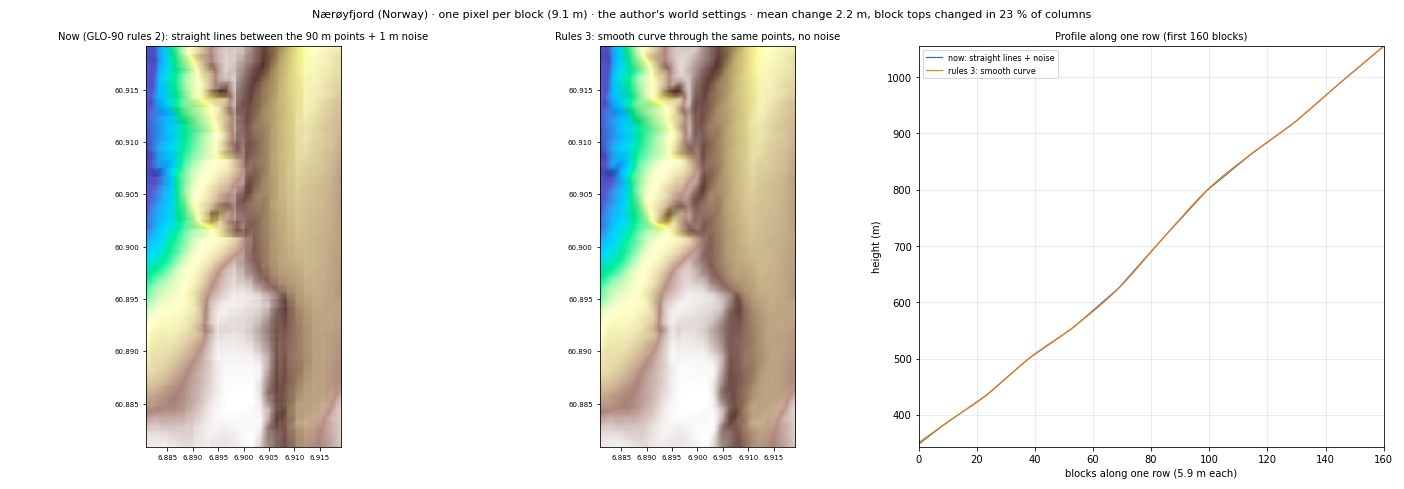 Nærøyfjord (Norway) · one pixel per block (9.1 m) · the author's world settings · mean change 2.2 m, block tops changed in 23 % of columns
Now (GLO-90 rules 2): straight lines between the 90 m points + 1 m noise
60.915
60.910
60.905
60.900
60.895
60.890
60.885
6.885 6.890 6.895 6.900 6.905 6.910 6.915
Rules 3: smooth curve through the same points, no noise
60.915
60.910
60.905
60.900
60.895
60.890
60.885
6.885 6.890 6.895 6.900 6.905 6.910 6.915
Profile along one row (first 160 blocks)
now: straight lines + noise
rules 3: smooth curve
height (m)
1000
900
800
700
600
500
400
0 20 40 60 80 100 120 140 160
blocks along one row (5.9 m each)